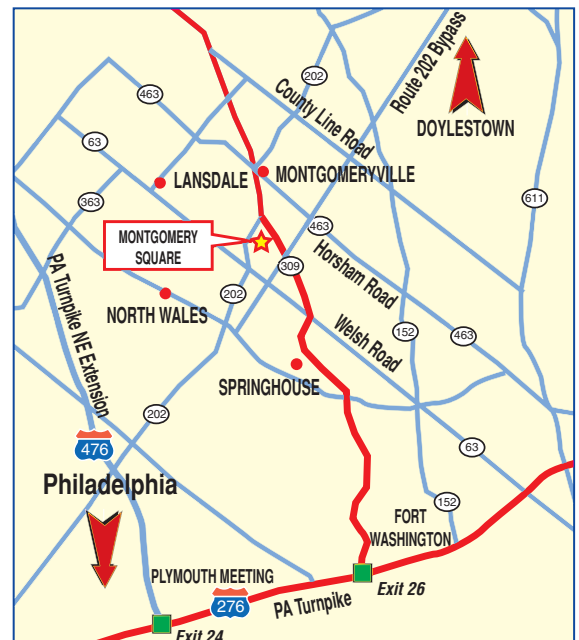 202
County Line Road
Route 202 Bypass
DOYLESTOWN
463
63
363
LANSDALE
MONTGOMERYVILLE
611
463
MONTGOMERY
SQUARE
Horsham Road
309
202
NORTH WALES
PA Turnpike NE Extension
Welsh Road
152
463
SPRINGHOUSE
202
476
63
Philadelphia
152
FORT
WASHINGTON
PLYMOUTH MEETING
276
PA Turnpike
Exit 26
Exit 24